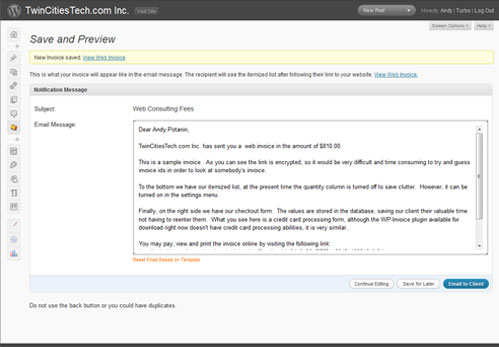 TwinCitiesTech.com Inc. Visit Site New Post Howdy, Andy | Turbo | Log Out
Screen Options Help
Save and Preview
New Invoice saved. View Web Invoice.
This is what your invoice will appear like in the email message. The recipient will see the itemized list after following their link to your website. View Web Invoice.
Notification Message
Subject: Web Consulting Fees
Email Message:
Dear Andy Potanin,
TwinCitiesTech.com Inc. has sent you a web invoice in the amount of $810.00.
This is a sample invoice. As you can see the link is encrypted, so it would be very difficult and time consuming to try and guess
invoice ids in order to look at somebody's invoice.
To the bottom we have our itemized list, at the present time the quantity column is turned off to save clutter. However, it can be
turned on in the settings menu.
Finally, on the right side we have our checkout form. The values are stored in the database, saving our client their valuable time
not having to reenter them. What you see here is a credit card processing form, although the WP-Invoice plugin available for
download right now doesn't have credit card processing abilities, it is very similar.
You may pay, view and print the invoice online by visiting the following link:
Reset Email Based on Template
Continue Editing Save for Later Email to Client
Do not use the back button or you could have duplicates.